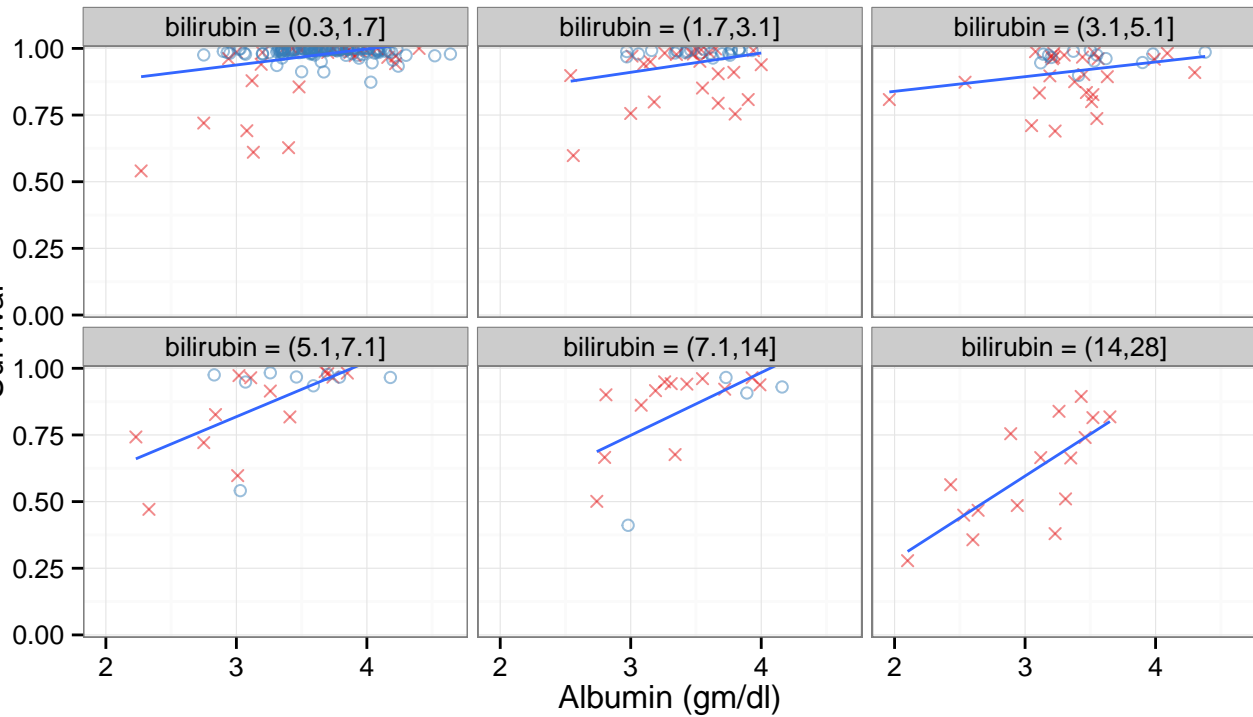 bilirubin = (0.3,1.7] bilirubin = (1.7,3.1] bilirubin = (3.1,5.1]
1.00
0.75
0.50
0.25
0.00
bilirubin = (5.1,7.1] bilirubin = (7.1,14] bilirubin = (14,28]
1.00
0.75
0.50
0.25
0.00
2 3 4 2 3 4 2 3 4
Albumin (gm/dl)